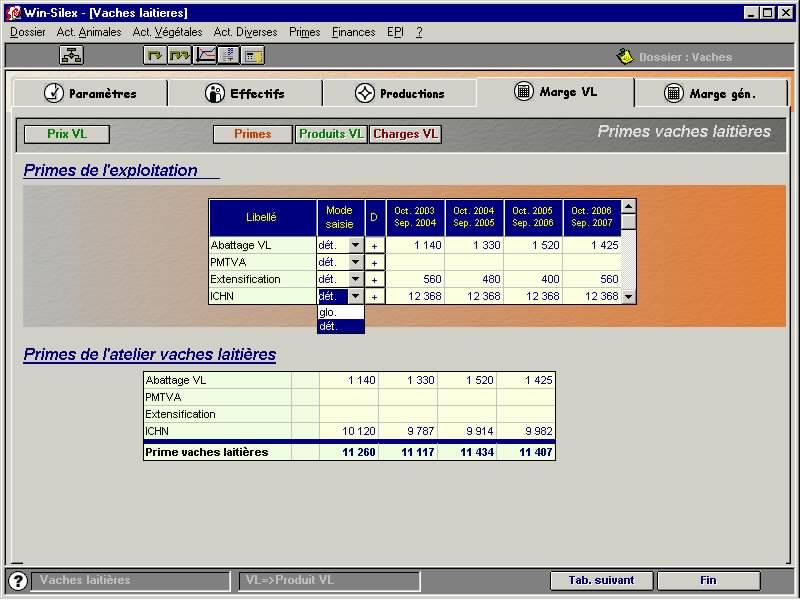 Win-Silex - [Vaches laitieres]
Dossier Act. Animales Act. Végétales Act. Diverses Primes Finances EPI ?
Dossier : Vaches
Paramètres Effectifs Productions Marge VL Marge gén.
Prix VL Primes Produits VL Charges VL Primes vaches laitières
Primes de l'exploitation
Libellé Mode saisie D Oct. 2003 Sep. 2004 Oct. 2004 Sep. 2005 Oct. 2005 Sep. 2006 Oct. 2006 Sep. 2007
Abattage VL dét. + 1 140 1 330 1 520 1 425
PMTVA dét. +
Extensification dét. + 560 480 400 560
ICHN dét. + 12 368 12 368 12 368 12 368
glo.
dét.
Primes de l'atelier vaches laitières
Abattage VL 1 140 1 330 1 520 1 425
PMTVA
Extensification
ICHN 10 120 9 787 9 914 9 982
Prime vaches laitières 11 260 11 117 11 434 11 407
? Vaches laitières VL=>Produit VL Tab. suivant Fin